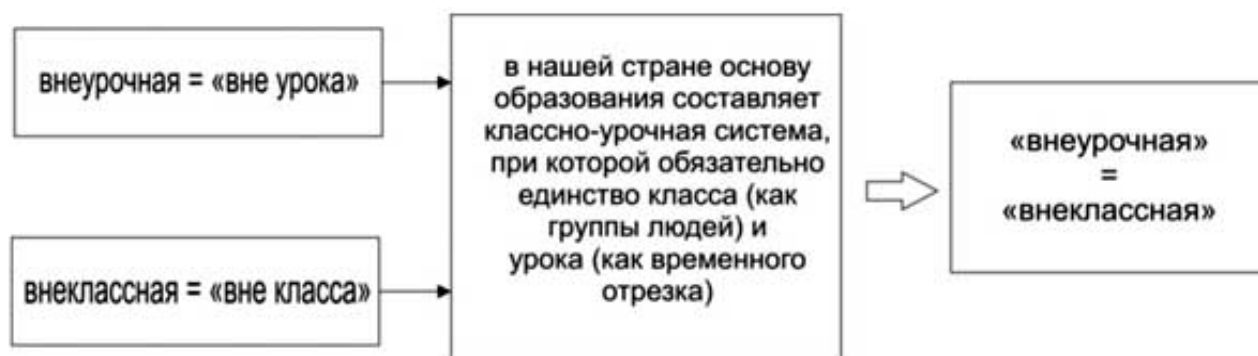 внеурочная = «вне урока»
внеклассная = «вне класса»
в нашей стране основу
образования составляет
классно-урочная система,
при которой обязательно
единство класса (как
группы людей) и
урока (как временного
отрезка)
«внеурочная»
=
«внеклассная»